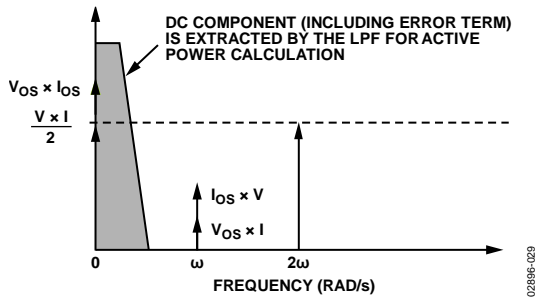 DC COMPONENT (INCLUDING ERROR TERM)
IS EXTRACTED BY THE LPF FOR ACTIVE
POWER CALCULATION
VOS × IOS
V × I
2
IOS × V
VOS × I
0
ω
2ω
FREQUENCY (RAD/s)
02896-029